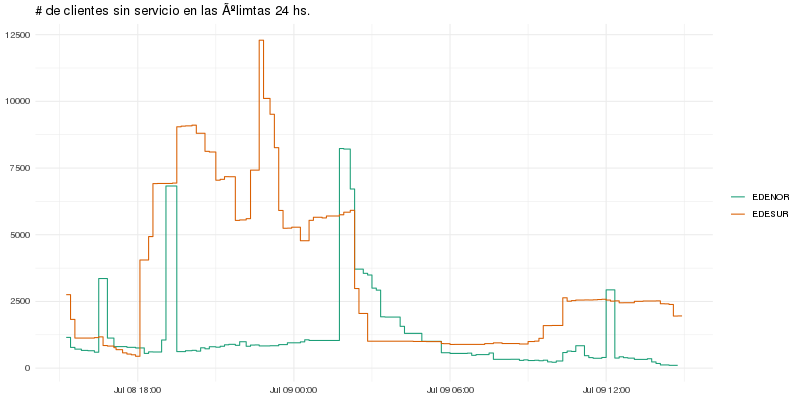 # de clientes sin servicio en las Ãºlimtas 24 hs.
12500
10000
7500
5000
2500
0
EDENOR
EDESUR
Jul 08 18:00
Jul 09 00:00
Jul 09 06:00
Jul 09 12:00